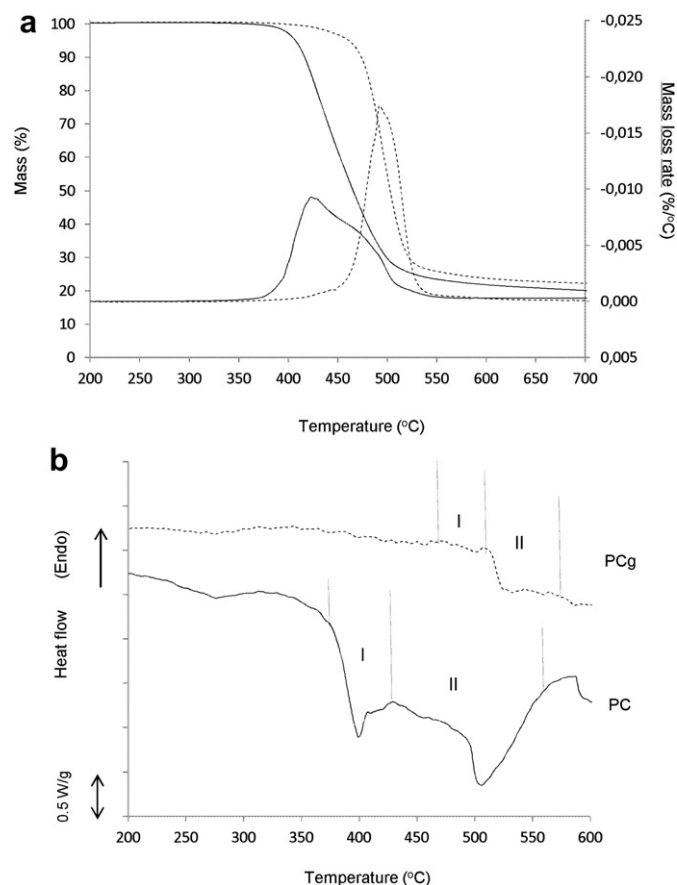 a
100
90
80
70
60
50
40
30
20
10
0
Mass (%)
-0,025
-0,020
-0,015
-0,010
-0,005
0,000
0,005
Mass loss rate (%/°C)
200 250 300 350 400 450 500 550 600 650 700
Temperature (°C)
b
I
II
PCg
I
II
PC
Heat flow (Endo)
0.5 W/g
200 250 300 350 400 450 500 550 600
Temperature (°C)